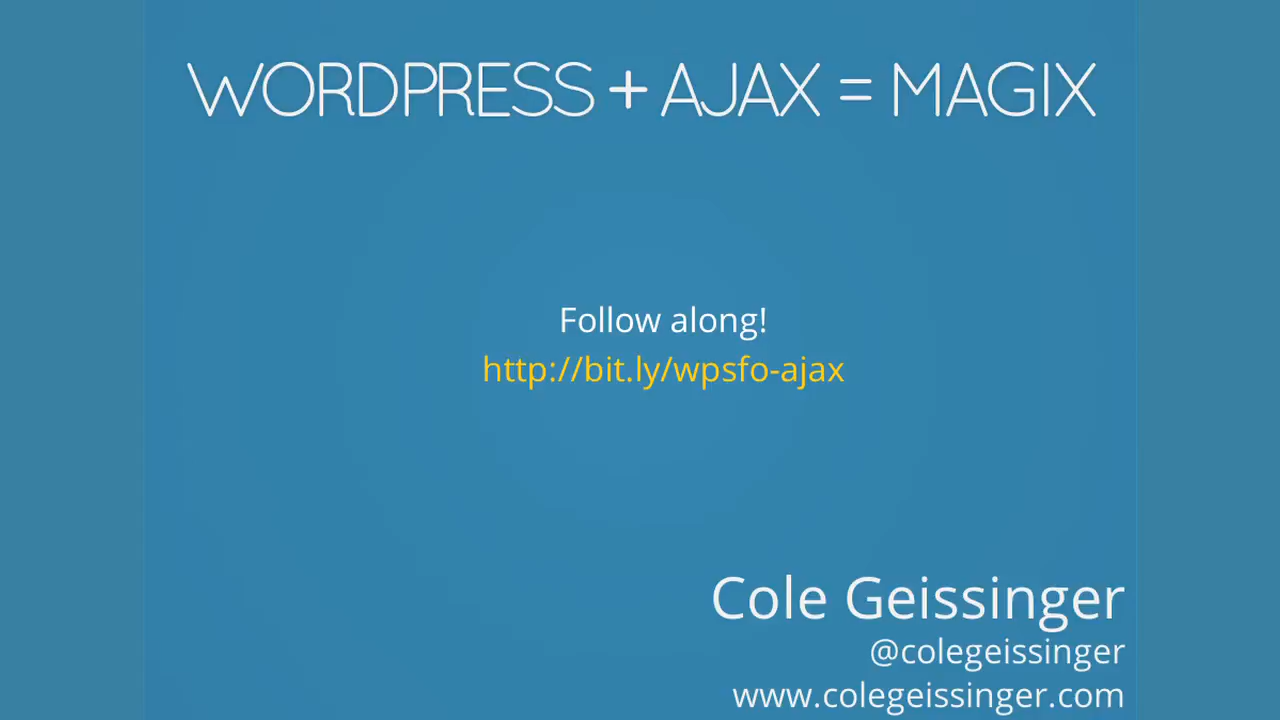 WORDPRESS + AJAX = MAGIX
Follow along!
http://bit.ly/wpsfo-ajax
Cole Geissinger
@colegeissinger
www.colegeissinger.com